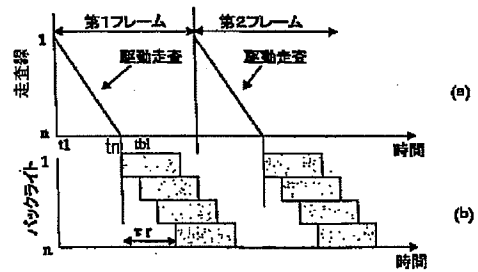 第1フレーム 第2フレーム
1
駆動走査 駆動走査
走査線
(a)
n
t1 tn tbl
時間
1
バックライト
(b)
τr
n
時間